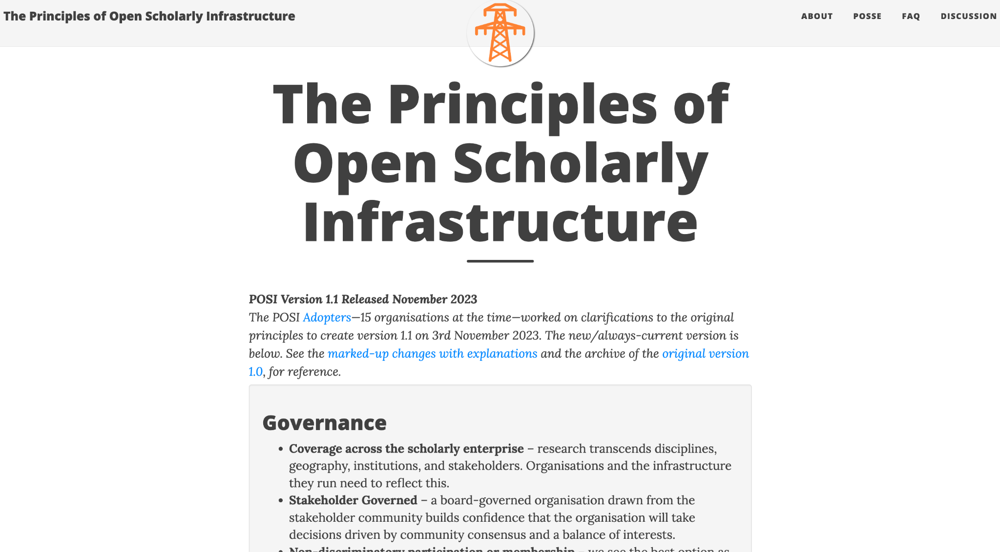 The Principles of Open Scholarly Infrastructure
ABOUT POSSE FAQ DISCUSSION
The Principles of
Open Scholarly
Infrastructure
POSI Version 1.1 Released November 2023
The POSI Adopters—15 organisations at the time—worked on clarifications to the original
principles to create version 1.1 on 3rd November 2023. The new/always-current version is
below. See the marked-up changes with explanations and the archive of the original version
1.0, for reference.
Governance
• Coverage across the scholarly enterprise – research transcends disciplines,
geography, institutions, and stakeholders. Organisations and the infrastructure
they run need to reflect this.
• Stakeholder Governed – a board-governed organisation drawn from the
stakeholder community builds confidence that the organisation will take
decisions driven by community consensus and a balance of interests.
• Non-discriminatory participation or membership – we see the best option as